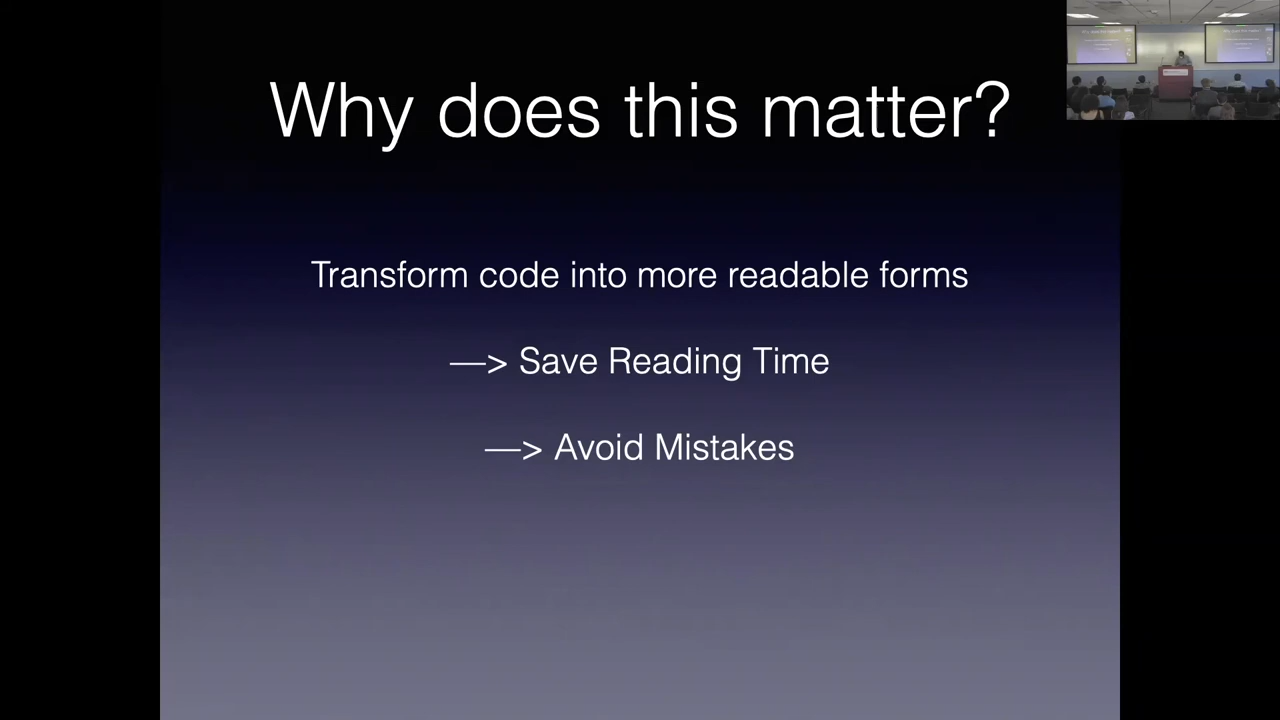 Why does this matter?
Transform code into more readable forms
—> Save Reading Time
—> Avoid Mistakes